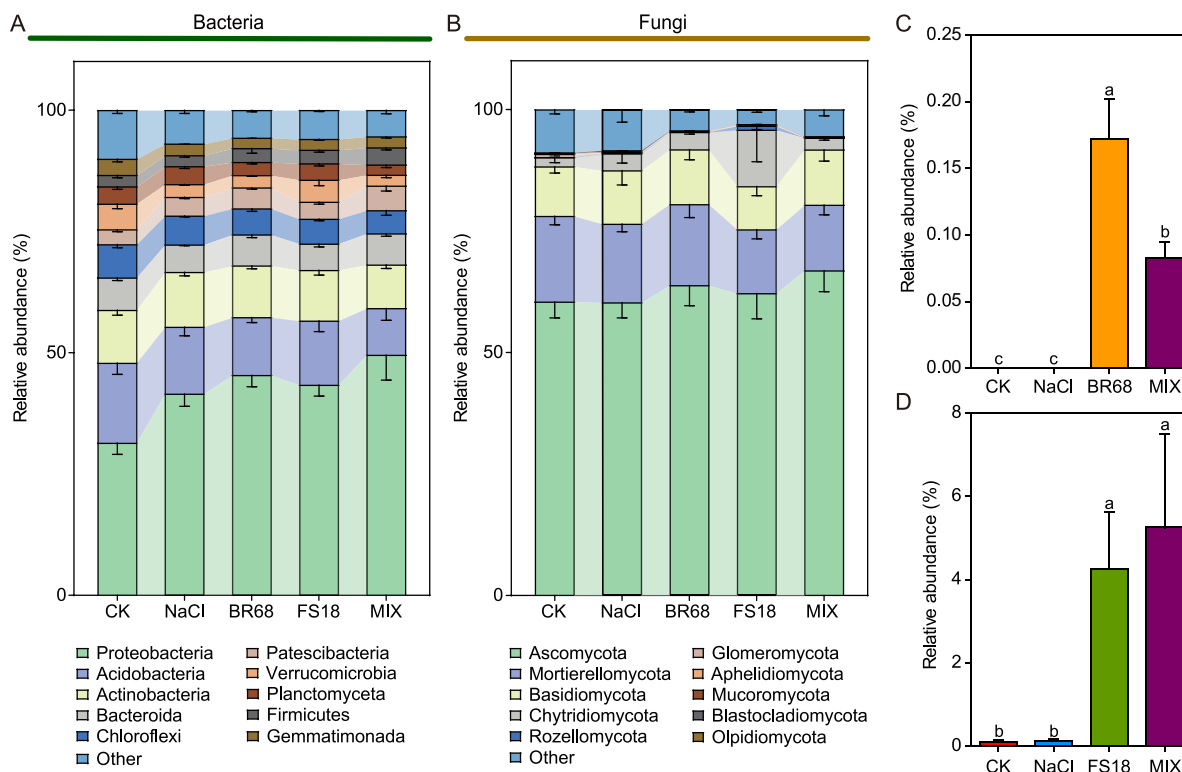 A
Bacteria
Relative abundance (%)
100
50
0
CK NaCl BR68 FS18 MIX
Proteobacteria
Acidobacteria
Actinobacteria
Bacteroida
Chloroflexi
Other
Patescibacteria
Verrucomicrobia
Planctomyceta
Firmicutes
Gemmatimonada
B
Fungi
Relative abundance (%)
100
50
0
CK NaCl BR68 FS18 MIX
Ascomycota
Mortierellomycota
Basidiomycota
Chytridiomycota
Rozellomycota
Other
Glomeromycota
Aphelidiomycota
Mucoromycota
Blastocladiomycota
Olpidiomycota
C
Relative abundance (%)
0.25
0.20
0.15
0.10
0.05
0.00
c c a b
CK NaCl BR68 MIX
D
Relative abundance (%)
8
6
4
2
0
b b a a
CK NaCl FS18 MIX